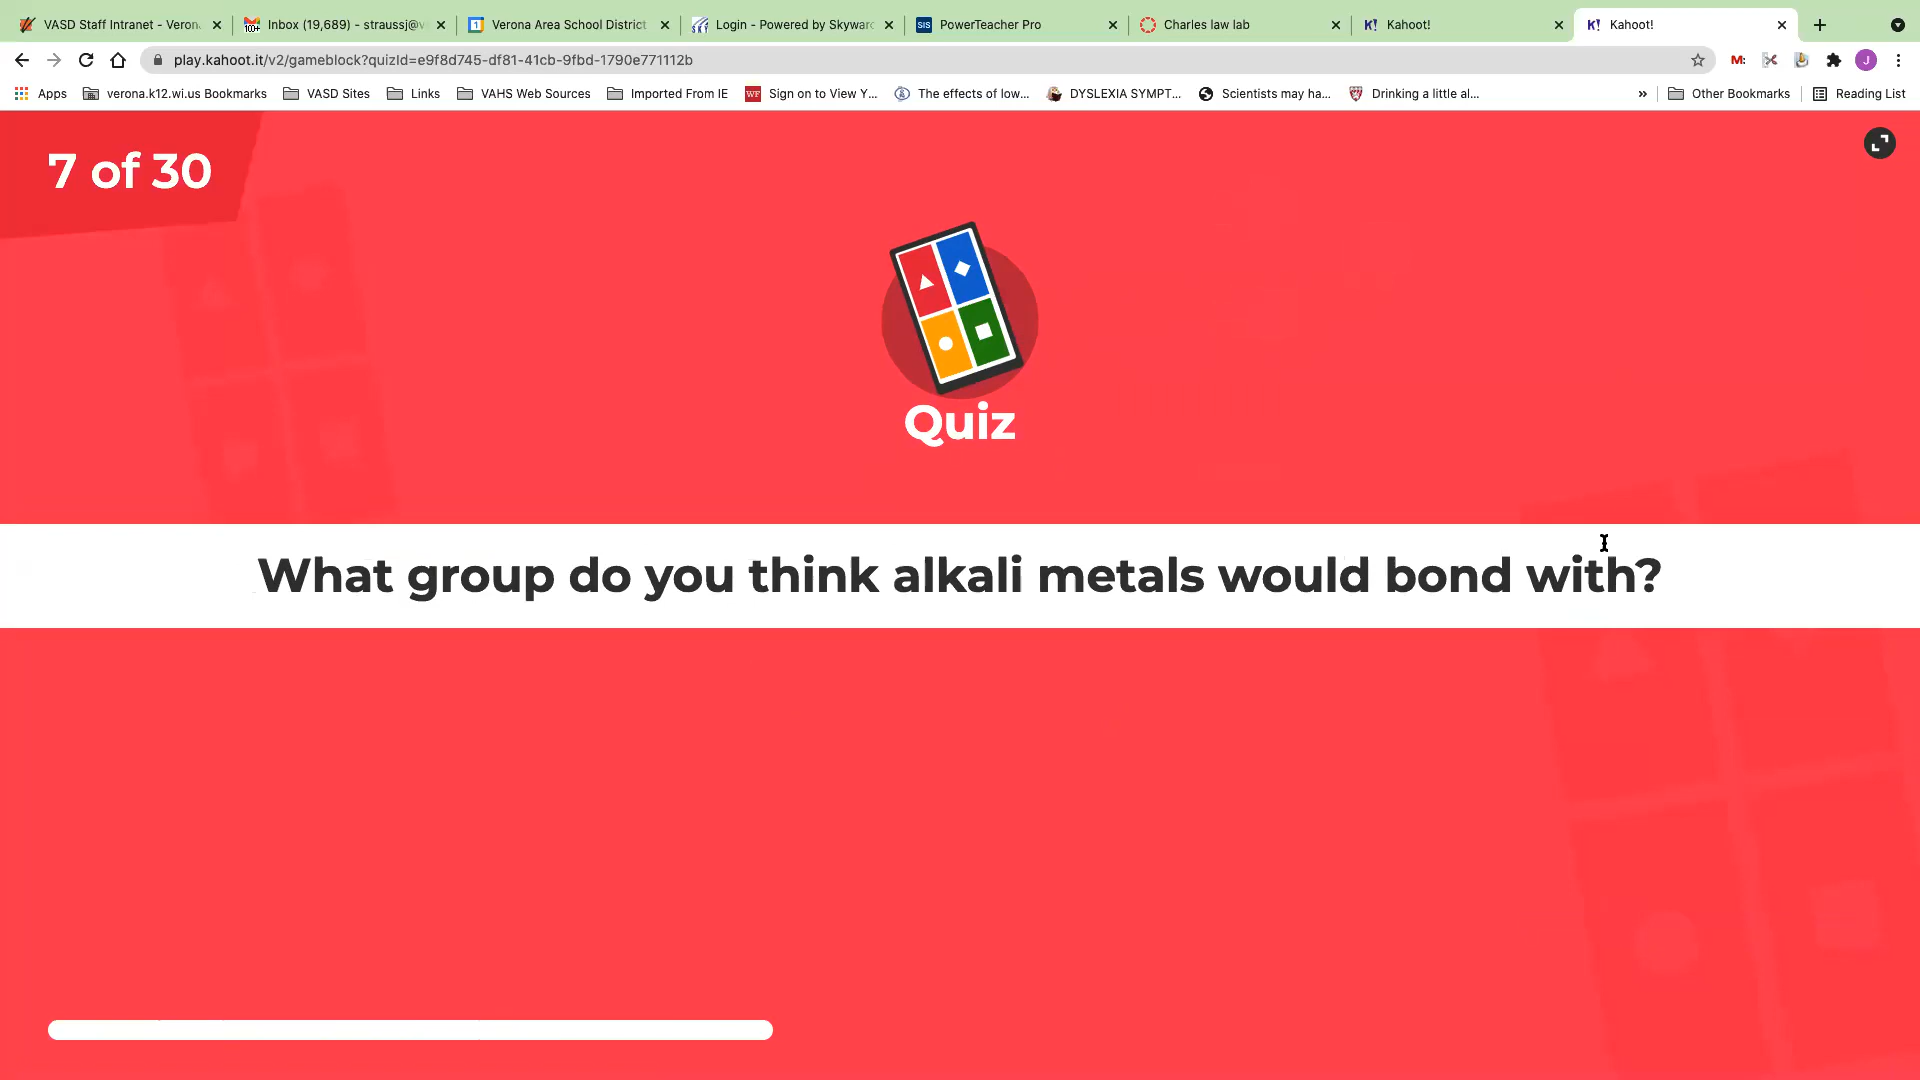 VASD Staff Intranet - Veron
Inbox (19,689) - straussj@v
Verona Area School District
Login - Powered by Skywar
PowerTeacher Pro
Charles law lab
Kahoot!
Kahoot!
play.kahoot.it/v2/gameblock?quizId=e9f8d745-df81-41cb-9fbd-1790e771112b
Apps
verona.k12.wi.us Bookmarks
VASD Sites
Links
VAHS Web Sources
Imported From IE
Sign on to View Y...
The effects of low...
DYSLEXIA SYMPT...
Scientists may ha...
Drinking a little al...
»
Other Bookmarks
Reading List
7 of 30
Quiz
What group do you think alkali metals would bond with?